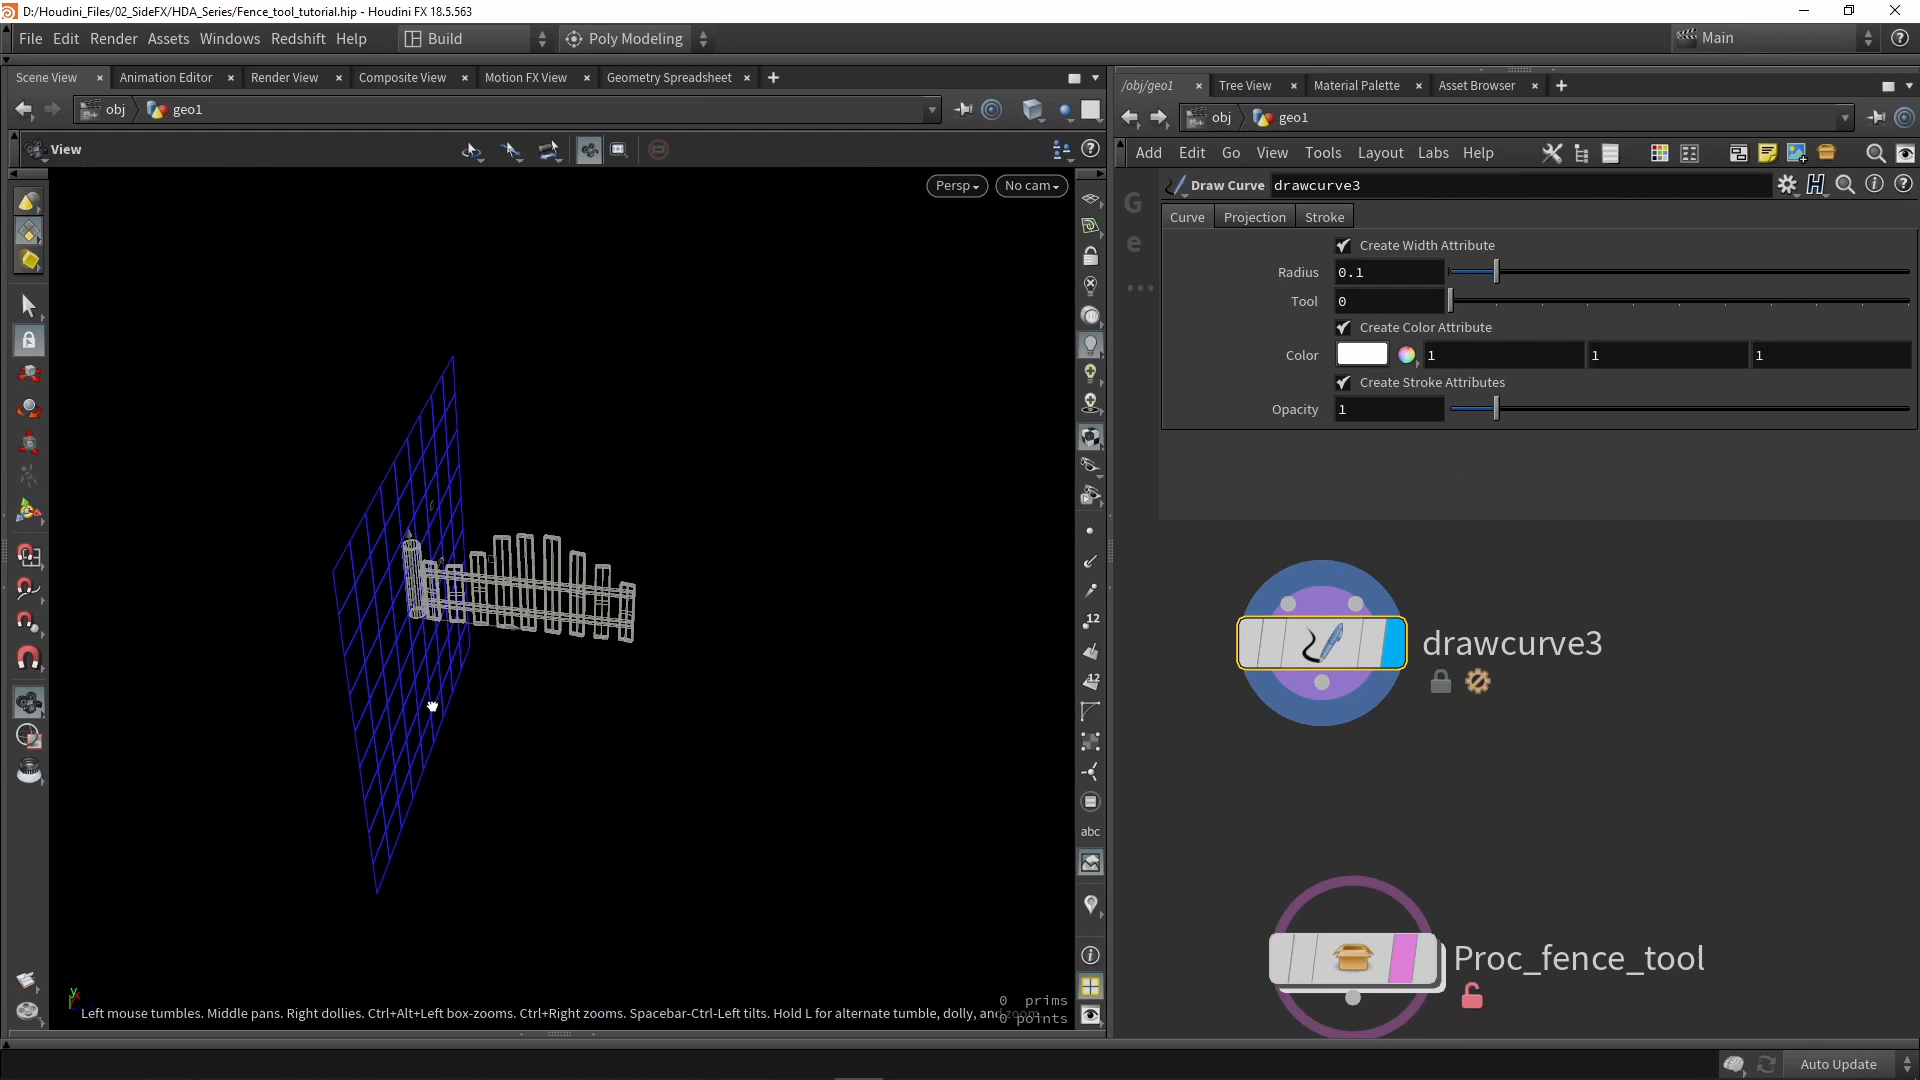 D:/Houdini_Files/02_SideFX/HDA_Series/Fence_tool_tutorial.hip - Houdini FX 18.5.563
File Edit Render Assets Windows Redshift Help Build Poly Modeling Main
Scene View Animation Editor Render View Composite View Motion FX View Geometry Spreadsheet
/obj/geo1 Tree View Material Palette Asset Browser
obj geo1
obj geo1
View
Add Edit Go View Tools Layout Labs Help
Persp No cam
Draw Curve drawcurve3
G
e
...
Curve Projection Stroke
Create Width Attribute
Radius 0.1
Tool 0
Create Color Attribute
Color 1 1 1
Create Stroke Attributes
Opacity 1
12
12
abc
drawcurve3
Proc_fence_tool
y
0 prims
0 points
Left mouse tumbles. Middle pans. Right dollies. Ctrl+Alt+Left box-zooms. Ctrl+Right zooms. Spacebar-Ctrl-Left tilts. Hold L for alternate tumble, dolly, and zoom
Auto Update